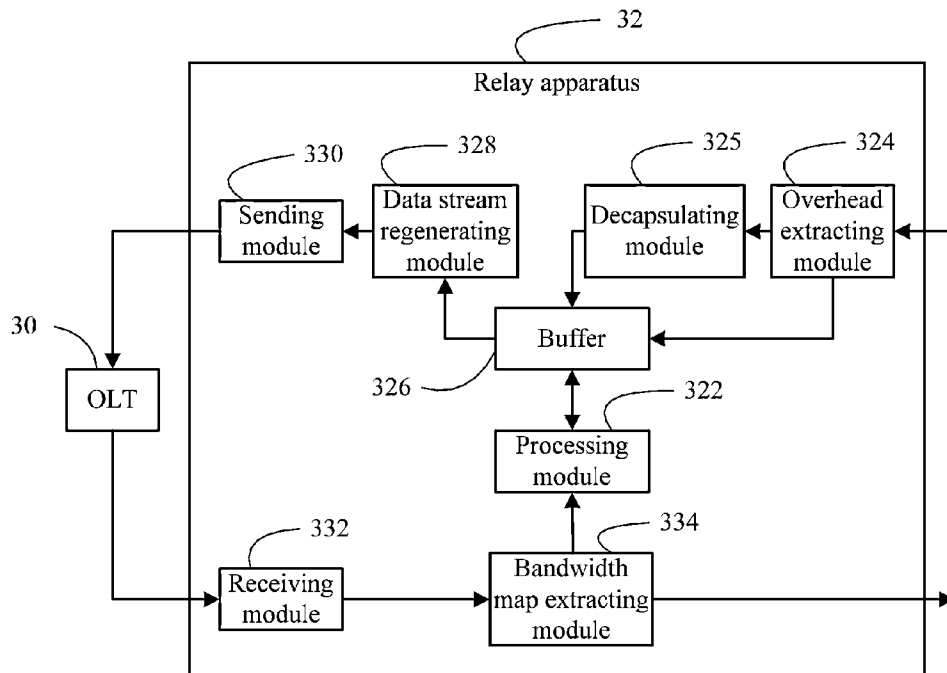 32
Relay apparatus
330
328
325
324
Sending
module
Data stream
regenerating
module
Decapsulating
module
Overhead
extracting
module
30
OLT
Buffer
326
322
Processing
module
332
334
Receiving
module
Bandwidth
map extracting
module